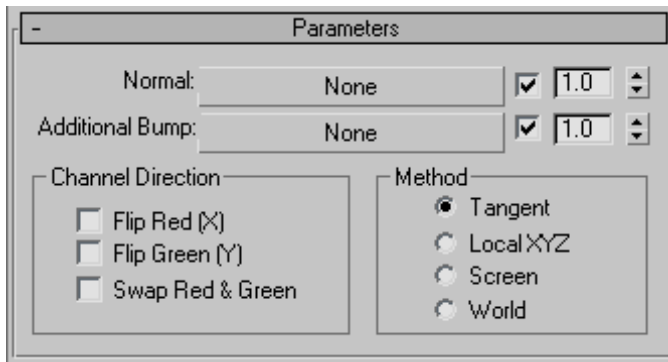 - Parameters
Normal: None 1.0
Additional Bump: None 1.0
Channel Direction
Flip Red (X)
Flip Green (Y)
Swap Red & Green
Method
Tangent
Local XYZ
Screen
World